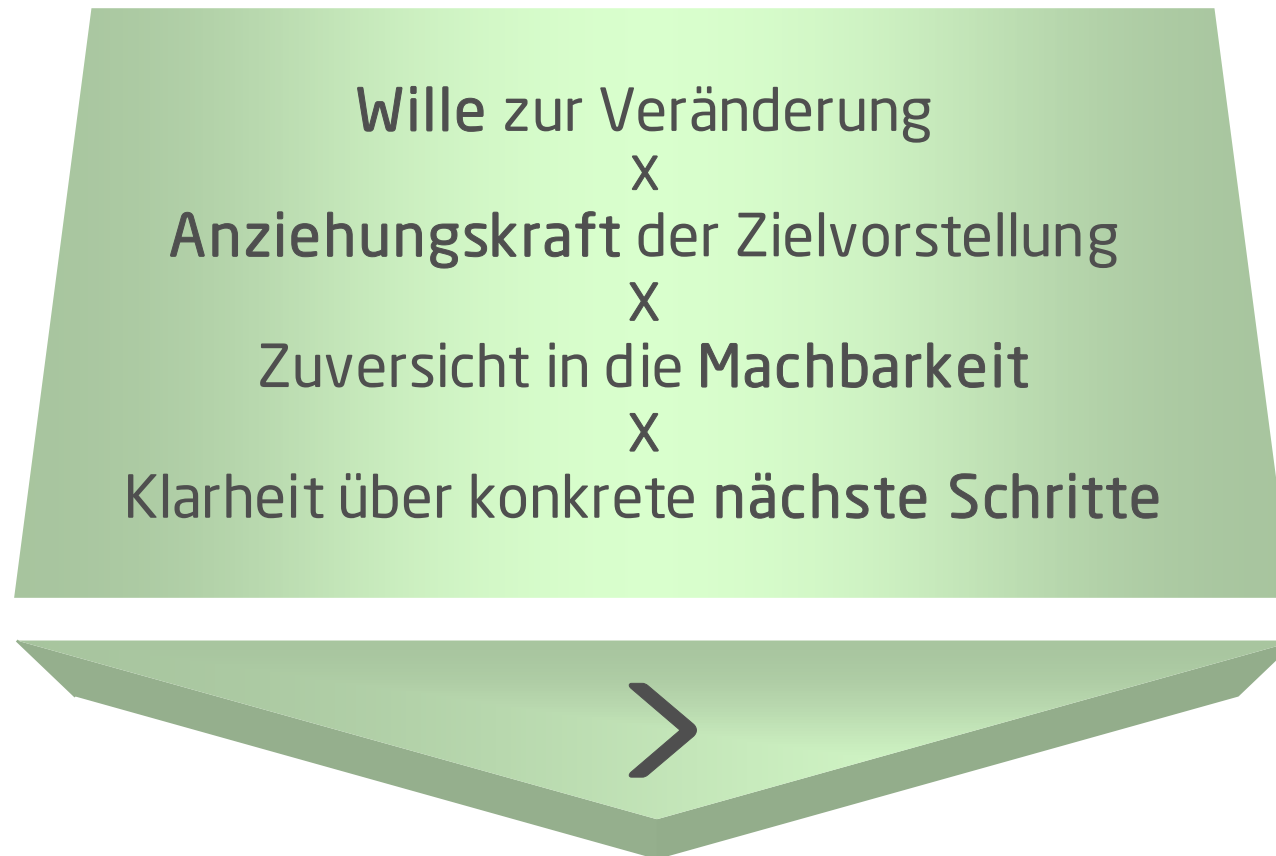 Wille zur Veränderung
x
Anziehungskraft der Zielvorstellung
X
Zuversicht in die Machbarkeit
X
Klarheit über konkrete nächste Schritte
>